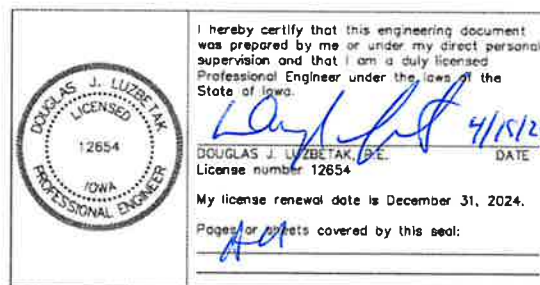 DOUGLAS J. LUZBETAK
LICENSED
12654
IOWA
PROFESSIONAL ENGINEER
I hereby certify that this engineering document
was prepared by me or under my direct personal
supervision and that I am a duly licensed
Professional Engineer under the laws of the
State of Iowa.
4/15/2
DOUGLAS J. LUZBETAK, P.E. DATE
License number 12654
My license renewal date is December 31, 2024.
Pages or sheets covered by this seal:
All